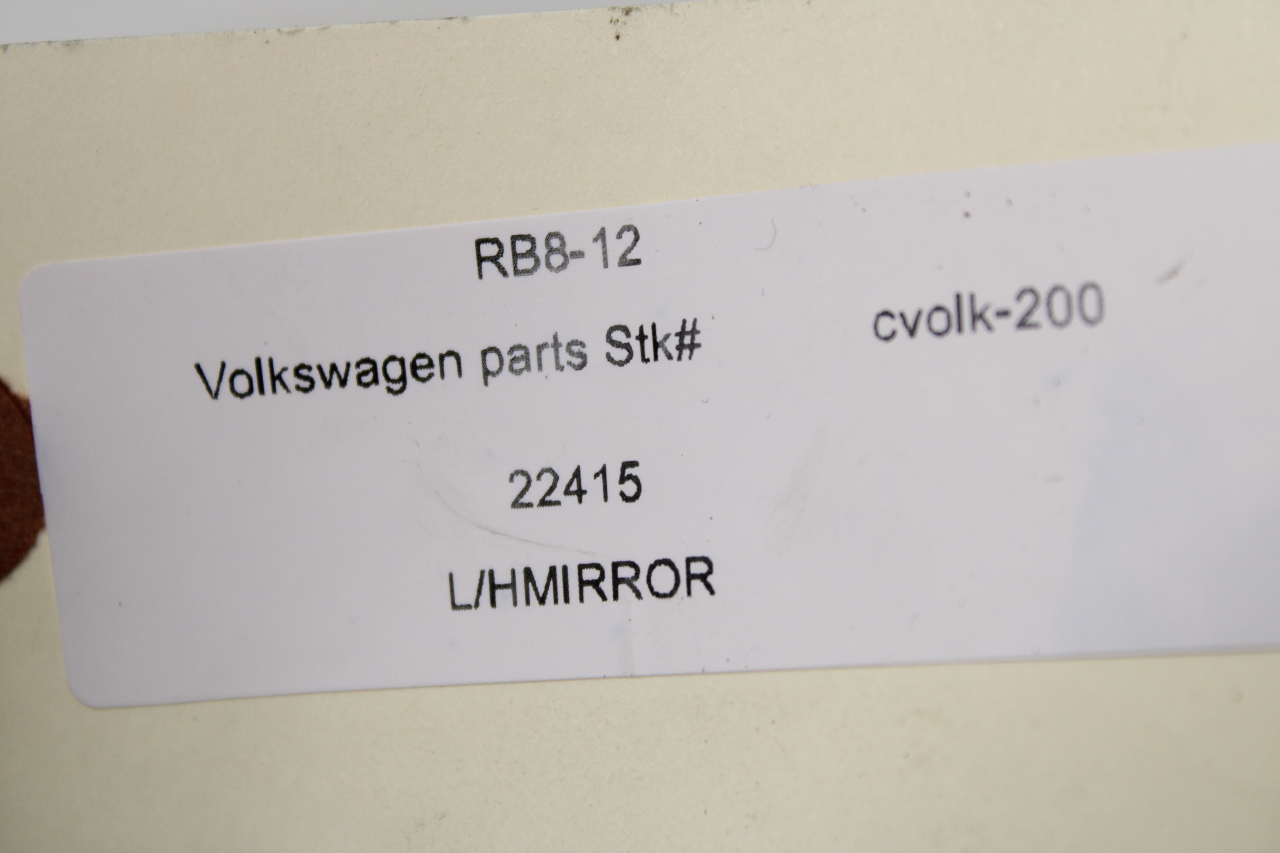 RB8-12
Volkswagen parts Stk# cvolk-200
22415
L/HMIRROR